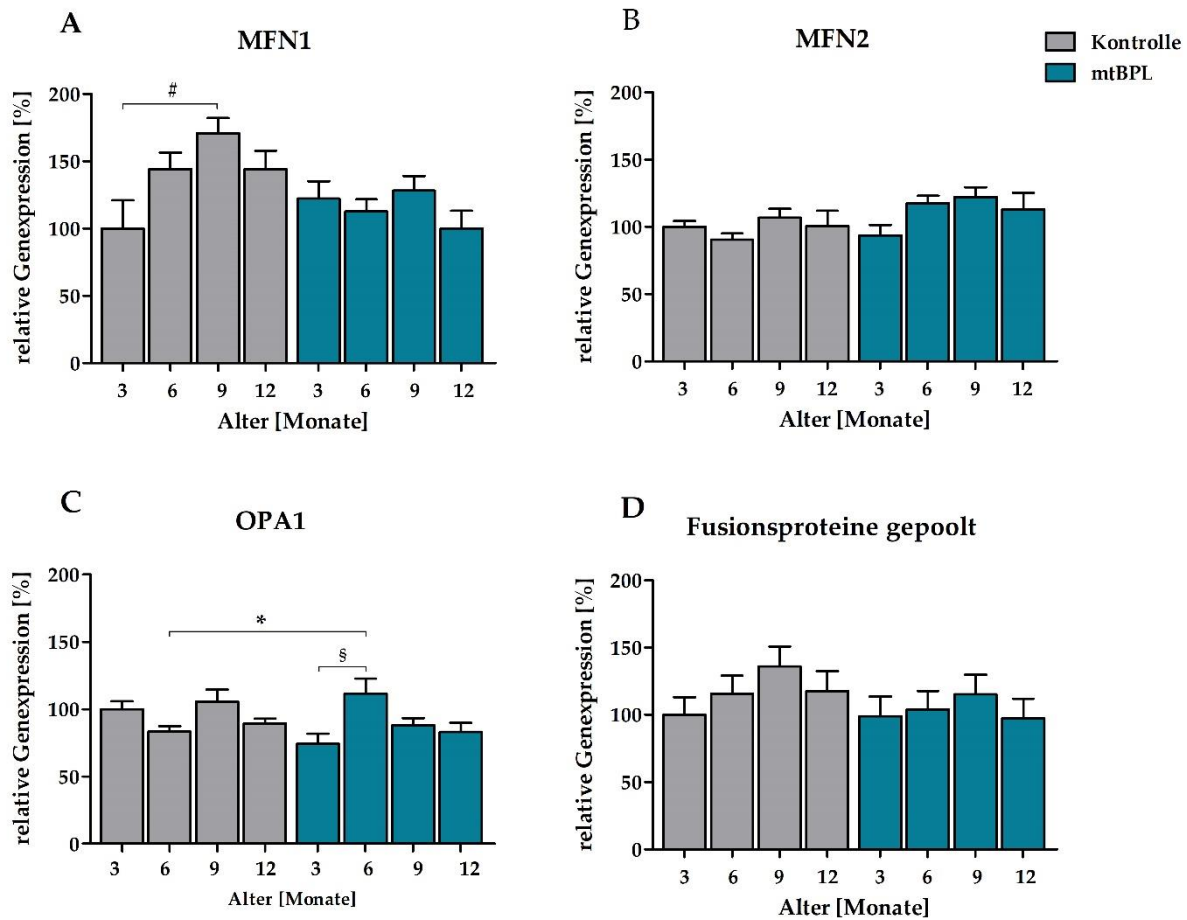 A
MFN1
relative Genexpression [%]
200
150
100
50
0
#
3 6 9 12 3 6 9 12
Alter [Monate]
B
MFN2
Kontrolle
mtBPL
relative Genexpression [%]
200
150
100
50
0
3 6 9 12 3 6 9 12
Alter [Monate]
C
OPA1
relative Genexpression [%]
200
150
100
50
0
*
§
3 6 9 12 3 6 9 12
Alter [Monate]
D
Fusionsproteine gepoolt
relative Genexpression [%]
200
150
100
50
0
3 6 9 12 3 6 9 12
Alter [Monate]